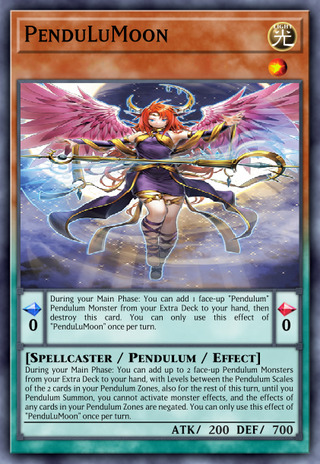 PenduLuMoon
LIGHT
光
During your Main Phase: You can add 1 face-up "Pendulum"
Pendulum Monster from your Extra Deck to your hand, then
destroy this card. You can only use this effect of
"PenduLuMoon" once per turn.
0
0
[Spellcaster / Pendulum / Effect]
During your Main Phase: You can add up to 2 face-up Pendulum Monsters
from your Extra Deck to your hand, with Levels between the Pendulum Scales
of the 2 cards in your Pendulum Zones, also for the rest of this turn, until you
Pendulum Summon, you cannot activate monster effects, and the effects of
any cards in your Pendulum Zones are negated. You can only use this effect of
"PenduLuMoon" once per turn.
ATK/ 200 DEF/ 700